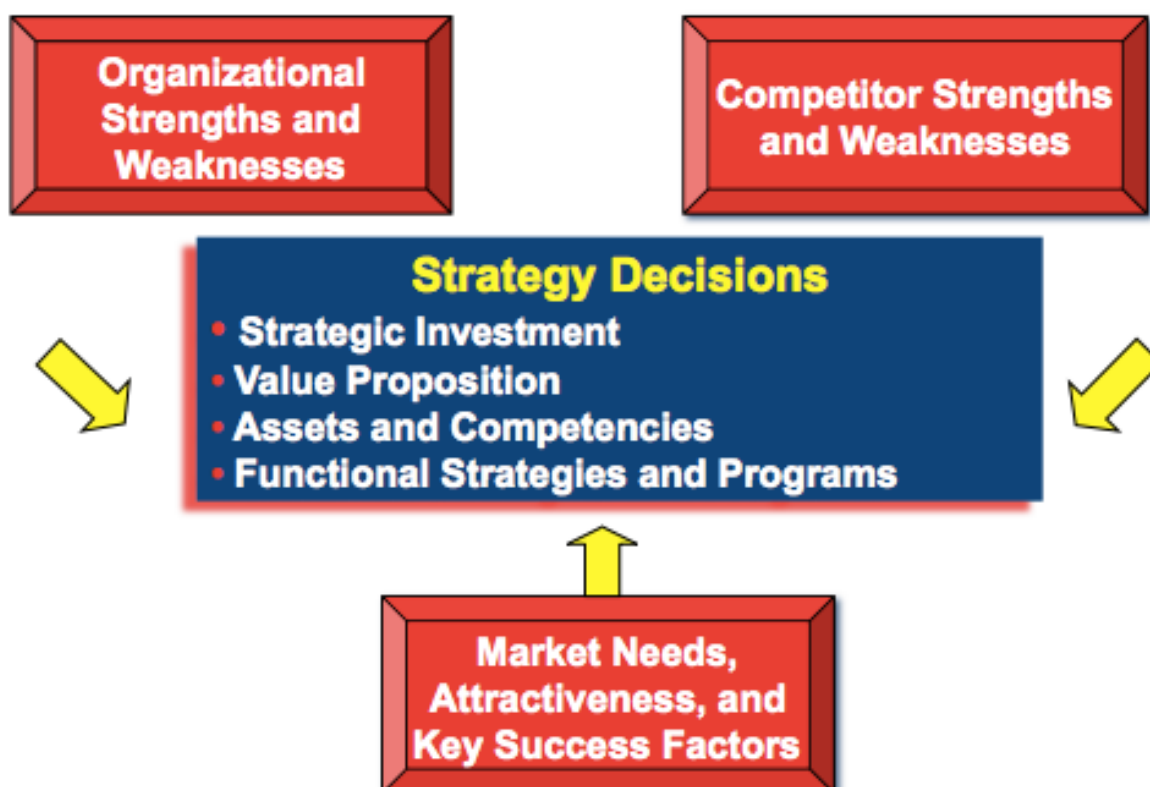 Organizational
Strengths and
Weaknesses
Competitor Strengths
and Weaknesses
Strategy Decisions
• Strategic Investment
• Value Proposition
• Assets and Competencies
• Functional Strategies and Programs
Market Needs,
Attractiveness, and
Key Success Factors